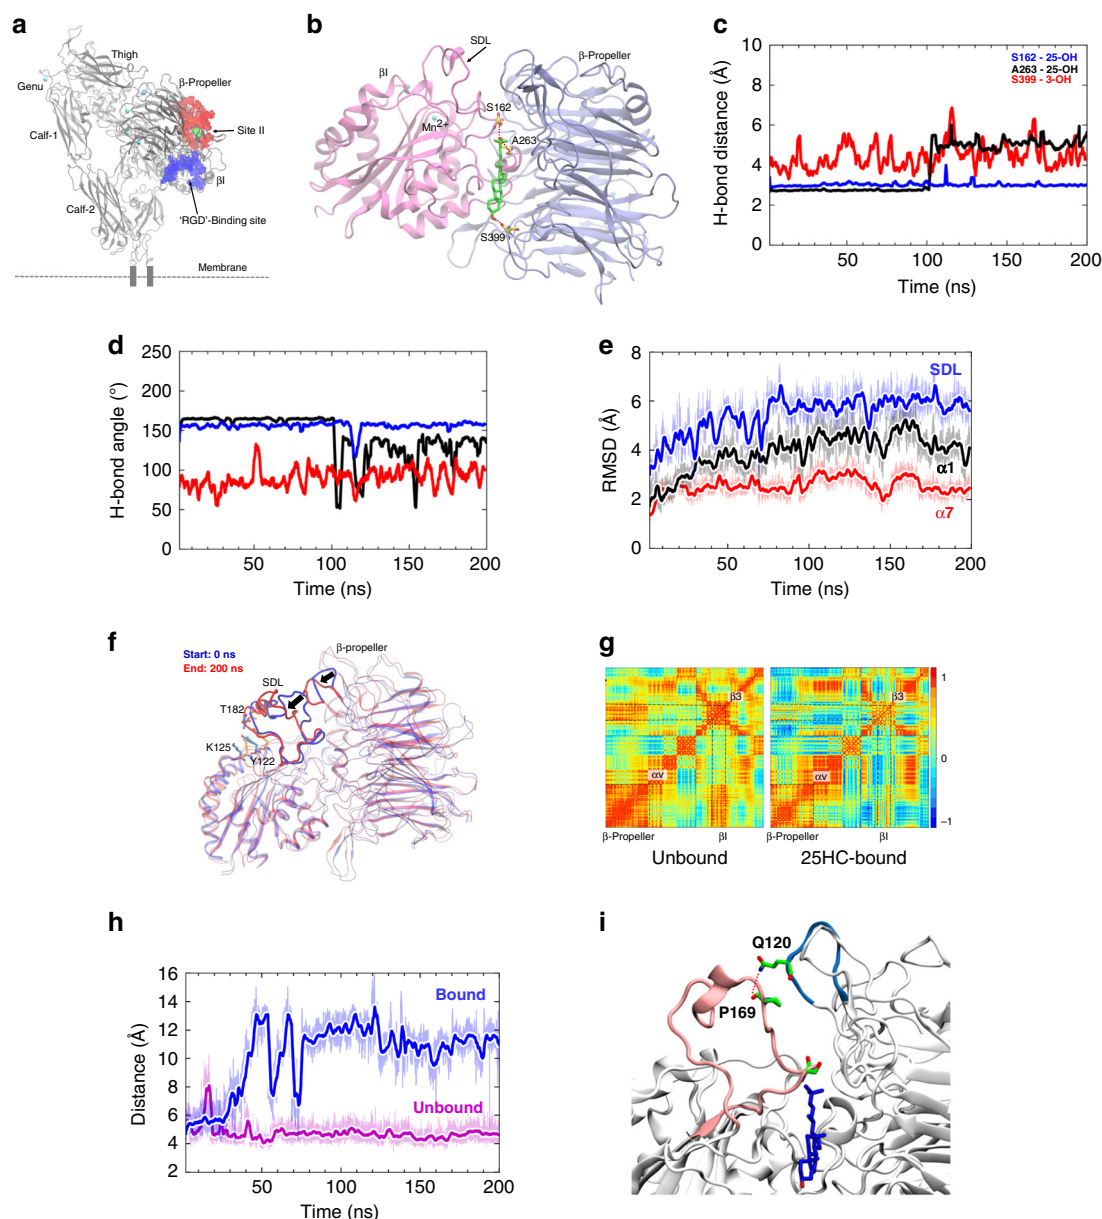 a
Thigh
Genu
β-Propeller
Site II
Calf-1
βI
Calf-2
'RGD'-Binding site
Membrane
b
SDL
β-Propeller
βI
S162
Mn2+
A263
S399
c
H-bond distance (Å)
10
8
6
4
2
0
S162 - 25-OH
A263 - 25-OH
S399 - 3-OH
50 100 150 200
Time (ns)
d
H-bond angle (°)
250
200
150
100
50
0
0 50 100 150 200
Time (ns)
e
RMSD (Å)
8
6
4
2
0
SDL
α1
α7
50 100 150 200
Time (ns)
f
Start: 0 ns
End: 200 ns
β-propeller
SDL
T182
K125
Y122
g
β3
β3
αv
αv
1
0
−1
β-Propeller βI β-Propeller βI
Unbound 25HC-bound
h
Distance (Å)
16
14
12
10
8
6
4
2
Bound
Unbound
50 100 150 200
Time (ns)
i
Q120
P169